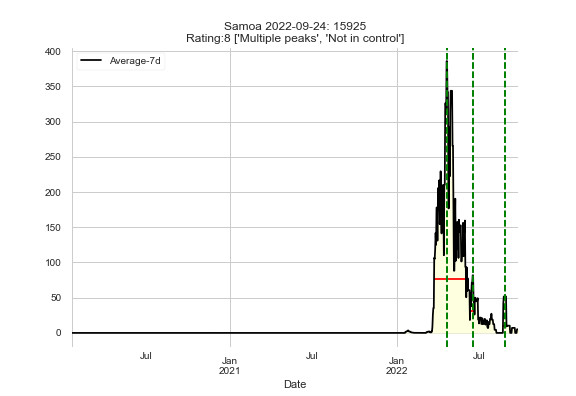 Samoa 2022-09-24: 15925
Rating:8 ['Multiple peaks', 'Not in control']
Average-7d
400
350
300
250
200
150
100
50
0
Jul
Jan
2021
Jul
Jan
2022
Jul
Date